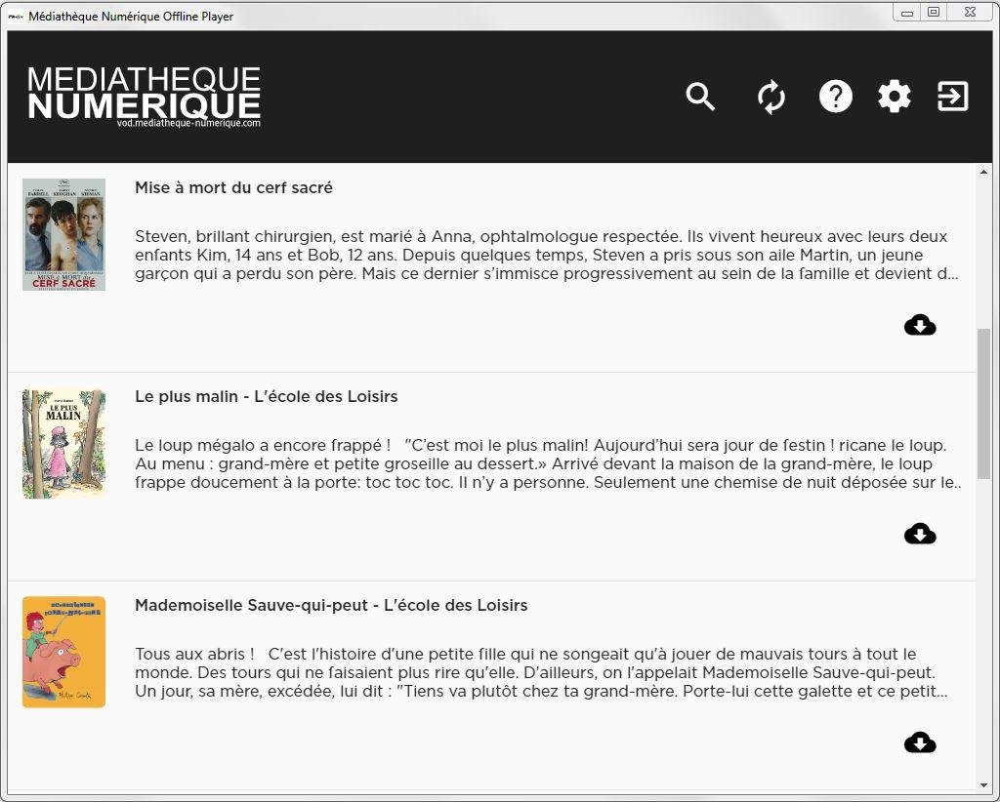 Médiathèque Numérique Offline Player
MEDIATHEQUE
NUMERIQUE
vod.mediatheque-numerique.com
Mise à mort du cerf sacré
FARRELL KEOGHAN KIDMAN
MISE À MORT du
CERF SACRÉ
Steven, brillant chirurgien, est marié à Anna, ophtalmologue respectée. Ils vivent heureux avec leurs deux
enfants Kim, 14 ans et Bob, 12 ans. Depuis quelques temps, Steven a pris sous son aile Martin, un jeune
garçon qui a perdu son père. Mais ce dernier s’immisce progressivement au sein de la famille et devient d...
Le plus malin - L'école des Loisirs
LE PLUS
MALIN
Le loup mégalo a encore frappé !   "C’est moi le plus malin! Aujourd’hui sera jour de festin ! ricane le loup.
Au menu : grand-mère et petite groseille au dessert.» Arrivé devant la maison de la grand-mère, le loup
frappe doucement à la porte: toc toc toc. Il n’y a personne. Seulement une chemise de nuit déposée sur le..
Mademoiselle Sauve-qui-peut - L'école des Loisirs
Tous aux abris !   C'est l'histoire d'une petite fille qui ne songeait qu'à jouer de mauvais tours à tout le
monde. Des tours qui ne faisaient plus rire qu'elle. D'ailleurs, on l'appelait Mademoiselle Sauve-qui-peut.
Un jour, sa mère, excédée, lui dit : "Tiens va plutôt chez ta grand-mère. Porte-lui cette galette et ce petit...